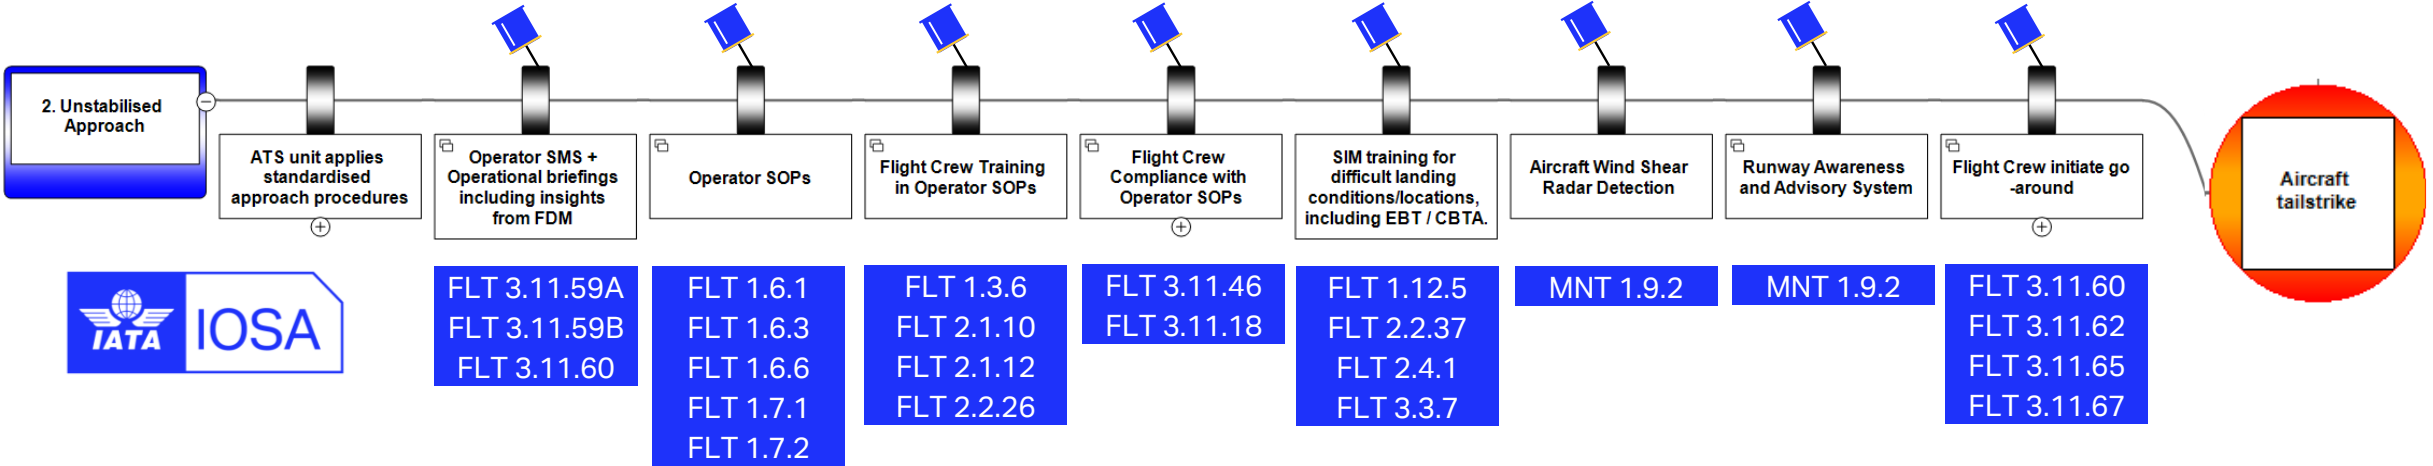 2. Unstabilised
Approach
ATS unit applies
standardised
approach procedures
Operator SMS +
Operational briefings
including insights
from FDM
Operator SOPs
Flight Crew Training
in Operator SOPs
Flight Crew
Compliance with
Operator SOPs
SIM training for
difficult landing
conditions/locations,
including EBT / CBTA.
Aircraft Wind Shear
Radar Detection
Runway Awareness
and Advisory System
Flight Crew initiate go
-around
Aircraft
tailstrike
IATA
IOSA
FLT 3.11.59A
FLT 3.11.59B
FLT 3.11.60
FLT 1.6.1
FLT 1.6.3
FLT 1.6.6
FLT 1.7.1
FLT 1.7.2
FLT 1.3.6
FLT 2.1.10
FLT 2.1.12
FLT 2.2.26
FLT 3.11.46
FLT 3.11.18
FLT 1.12.5
FLT 2.2.37
FLT 2.4.1
FLT 3.3.7
MNT 1.9.2
MNT 1.9.2
FLT 3.11.60
FLT 3.11.62
FLT 3.11.65
FLT 3.11.67